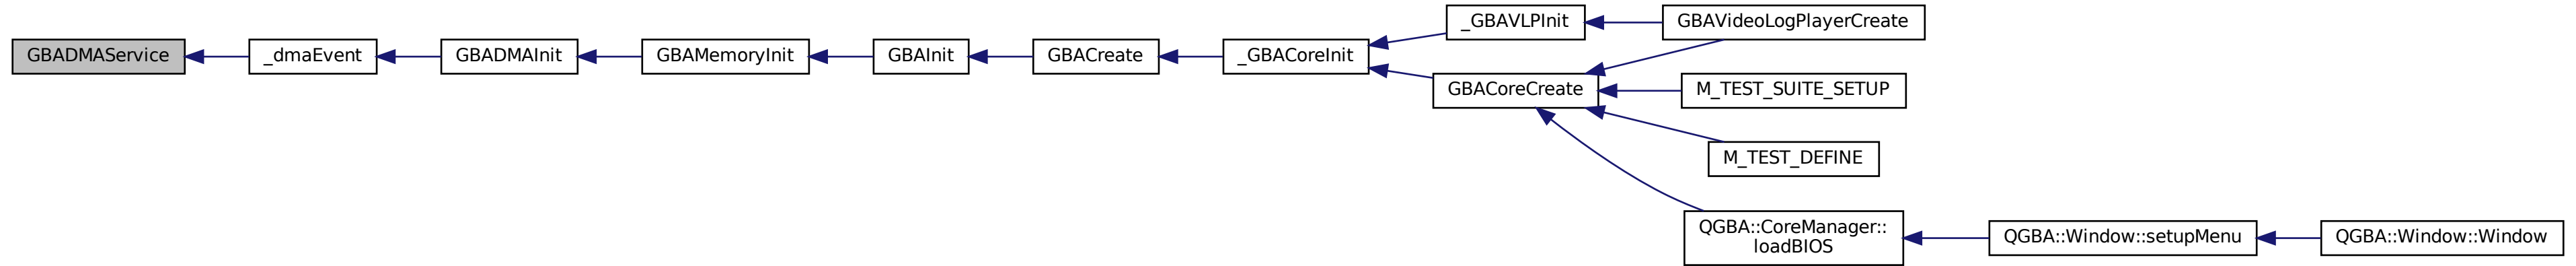 GBADMAService
_dmaEvent
GBADMAInit
GBAMemoryInit
GBAInit
GBACreate
_GBACoreInit
_GBAVLPInit
GBAVideoLogPlayerCreate
GBACoreCreate
M_TEST_SUITE_SETUP
M_TEST_DEFINE
QGBA::CoreManager::
loadBIOS
QGBA::Window::setupMenu
QGBA::Window::Window